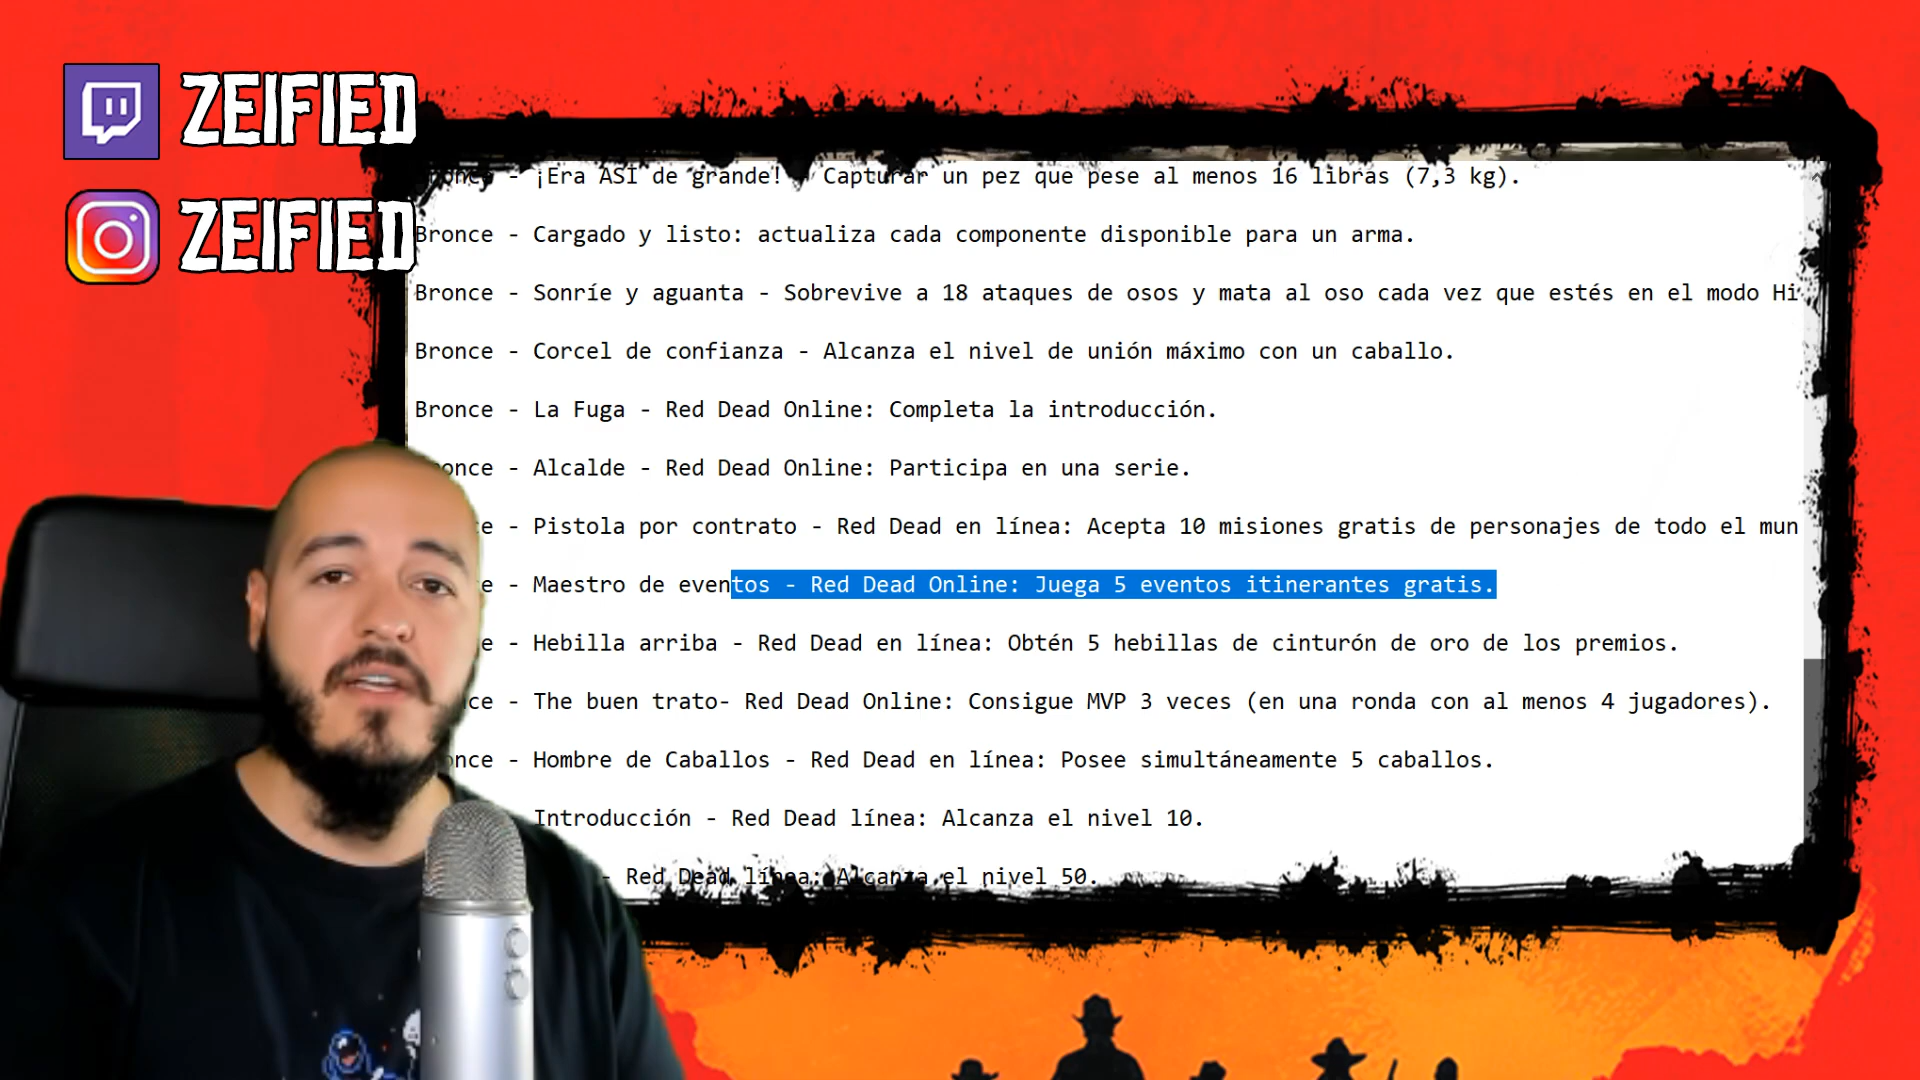 ZEIFIED
ZEIFIED
- ¡Era ASÍ de grande! - Capturar un pez que pese al menos 16 libras (7,3 kg).
Bronce - Cargado y listo: actualiza cada componente disponible para un arma.
Bronce - Sonríe y aguanta - Sobrevive a 18 ataques de osos y mata al oso cada vez que estés en el modo Hi
Bronce - Corcel de confianza - Alcanza el nivel de unión máximo con un caballo.
Bronce - La Fuga - Red Dead Online: Completa la introducción.
once - Alcalde - Red Dead Online: Participa en una serie.
e - Pistola por contrato - Red Dead en línea: Acepta 10 misiones gratis de personajes de todo el mun
e - Maestro de eventos - Red Dead Online: Juega 5 eventos itinerantes gratis.
e - Hebilla arriba - Red Dead en línea: Obtén 5 hebillas de cinturón de oro de los premios.
ce - The buen trato- Red Dead Online: Consigue MVP 3 veces (en una ronda con al menos 4 jugadores).
once - Hombre de Caballos - Red Dead en línea: Posee simultáneamente 5 caballos.
Introducción - Red Dead línea: Alcanza el nivel 10.
- Red Dead línea: Alcanza el nivel 50.